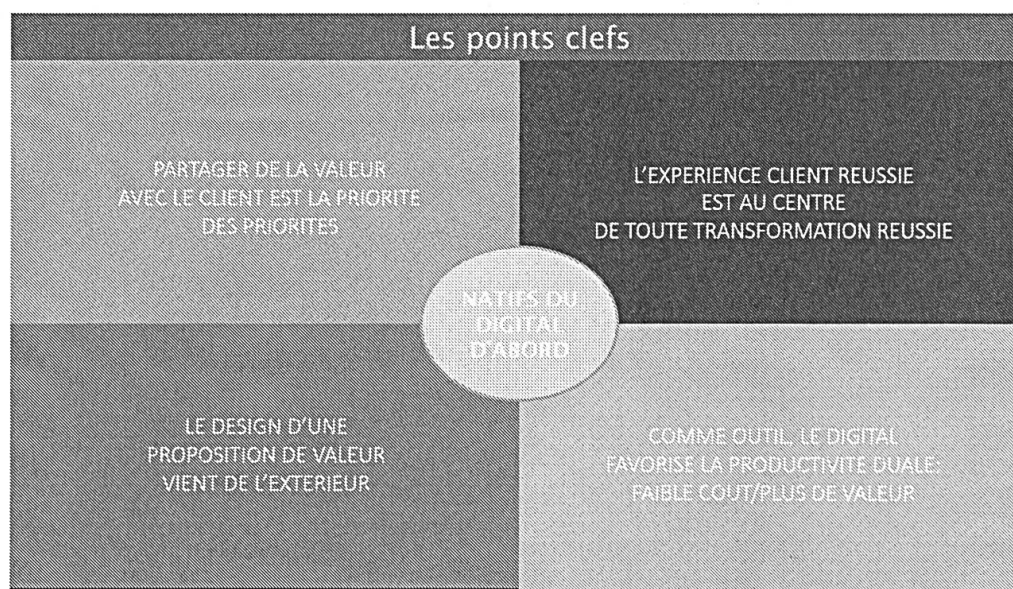 Les points clefs
PARTAGER DE LA VALEUR
AVEC LE CLIENT EST LA PRIORITE
DES PRIORITES
L'EXPERIENCE CLIENT REUSSIE
EST AU CENTRE
DE TOUTE TRANSFORMATION REUSSIE
NATIFS DU
DIGITAL
D'ABORD
LE DESIGN D'UNE
PROPOSITION DE VALEUR
VIENT DE L'EXTERIEUR
COMME OUTIL, LE DIGITAL
FAVORISE LA PRODUCTIVITE DUALE:
FAIBLE COUT/PLUS DE VALEUR